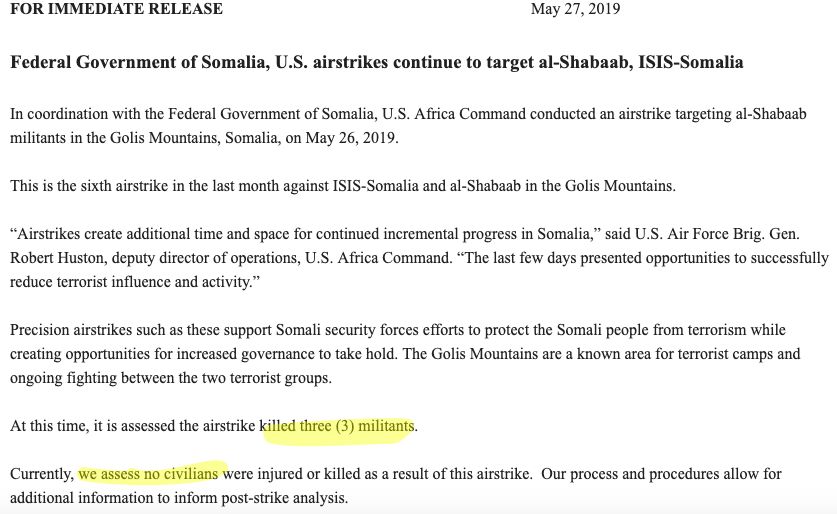 FOR IMMEDIATE RELEASE May 27, 2019
Federal Government of Somalia, U.S. airstrikes continue to target al-Shabaab, ISIS-Somalia
In coordination with the Federal Government of Somalia, U.S. Africa Command conducted an airstrike targeting al-Shabaab
militants in the Golis Mountains, Somalia, on May 26, 2019.
This is the sixth airstrike in the last month against ISIS-Somalia and al-Shabaab in the Golis Mountains.
“Airstrikes create additional time and space for continued incremental progress in Somalia,” said U.S. Air Force Brig. Gen.
Robert Huston, deputy director of operations, U.S. Africa Command. “The last few days presented opportunities to successfully
reduce terrorist influence and activity.”
Precision airstrikes such as these support Somali security forces efforts to protect the Somali people from terrorism while
creating opportunities for increased governance to take hold. The Golis Mountains are a known area for terrorist camps and
ongoing fighting between the two terrorist groups.
At this time, it is assessed the airstrike killed three (3) militants.
Currently, we assess no civilians were injured or killed as a result of this airstrike.  Our process and procedures allow for
additional information to inform post-strike analysis.